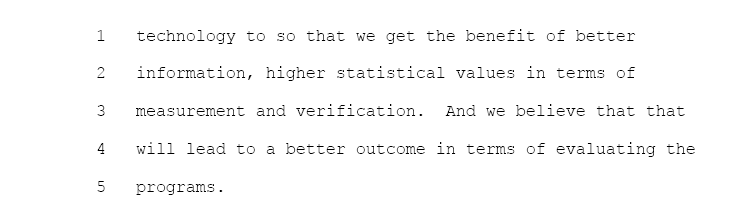 1 technology to so that we get the benefit of better
2 information, higher statistical values in terms of
3 measurement and verification.  And we believe that that
4 will lead to a better outcome in terms of evaluating the
5 programs.